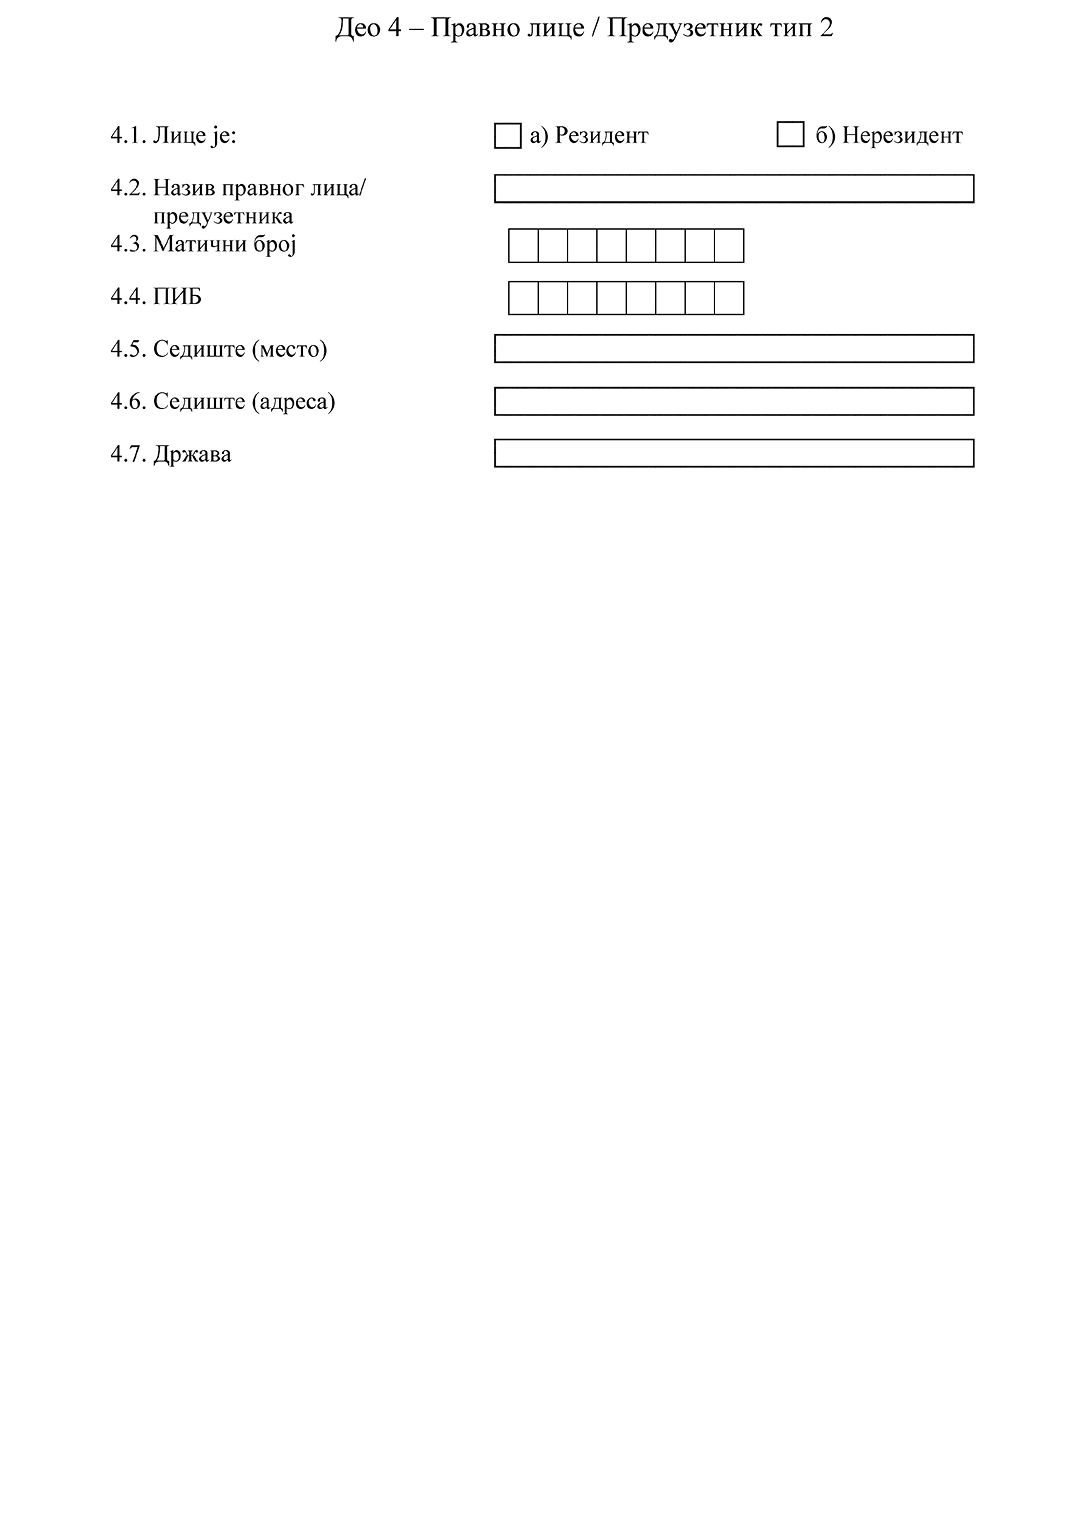 Део 4 – Правно лице / Предузетник тип 2
4.1. Лице је: а) Резидент б) Нерезидент
4.2. Назив правног лица/
предузетника
4.3. Матични број
4.4. ПИБ
4.5. Седиште (место)
4.6. Седиште (адреса)
4.7. Држава